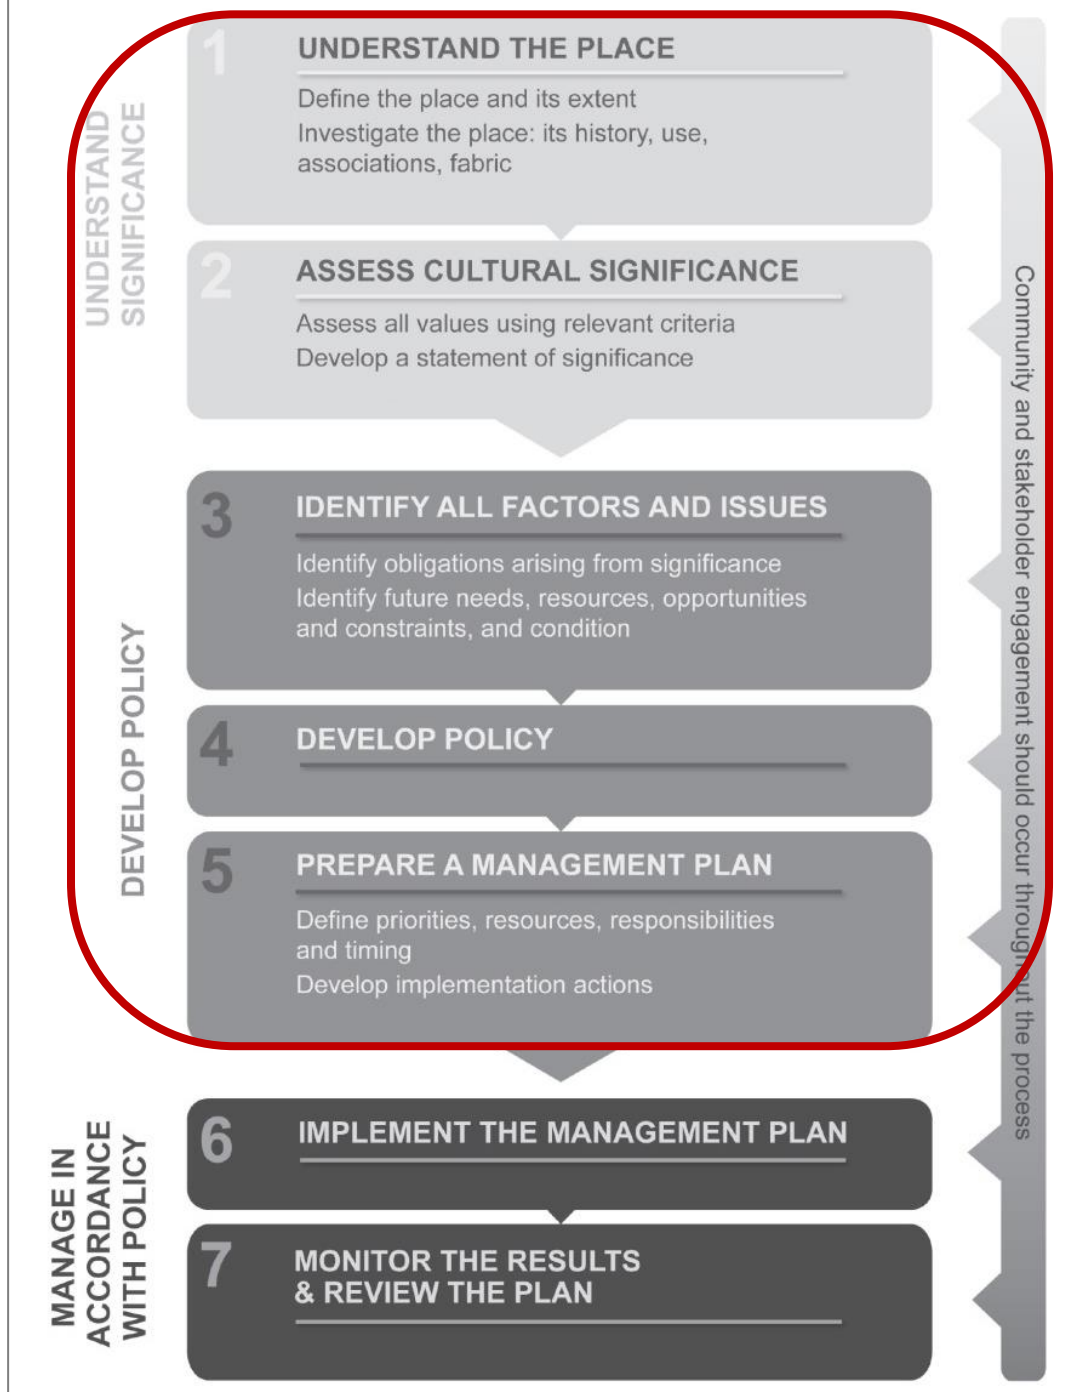 UNDERSTAND
SIGNIFICANCE
1
UNDERSTAND THE PLACE
Define the place and its extent
Investigate the place: its history, use,
associations, fabric
2
ASSESS CULTURAL SIGNIFICANCE
Assess all values using relevant criteria
Develop a statement of significance
DEVELOP POLICY
3
IDENTIFY ALL FACTORS AND ISSUES
Identify obligations arising from significance
Identify future needs, resources, opportunities
and constraints, and condition
4
DEVELOP POLICY
5
PREPARE A MANAGEMENT PLAN
Define priorities, resources, responsibilities
and timing
Develop implementation actions
MANAGE IN
ACCORDANCE
WITH POLICY
6
IMPLEMENT THE MANAGEMENT PLAN
7
MONITOR THE RESULTS
& REVIEW THE PLAN
Community and stakeholder engagement should occur throughout the process